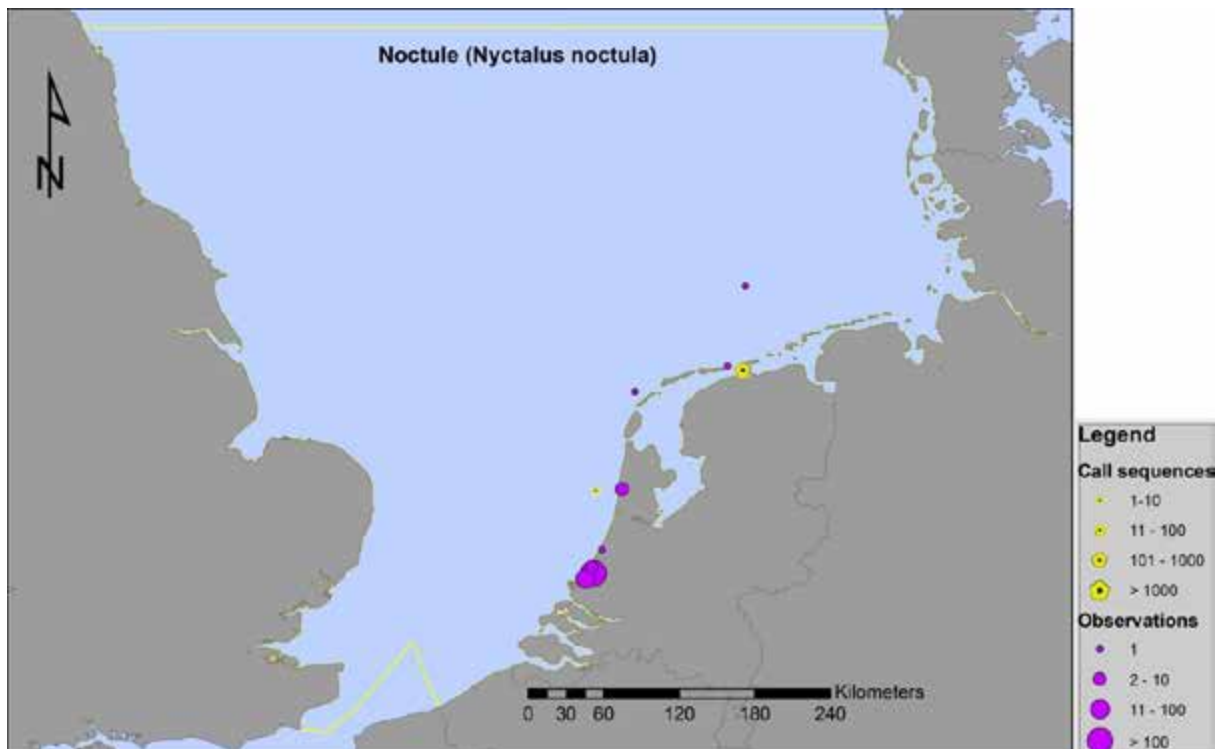 Noctule (Nyctalus noctula)
N
Kilometers
0 30 60 120 180 240
Legend
Call sequences
1-10
11 - 100
101 - 1000
> 1000
Observations
1
2 - 10
11 - 100
> 100